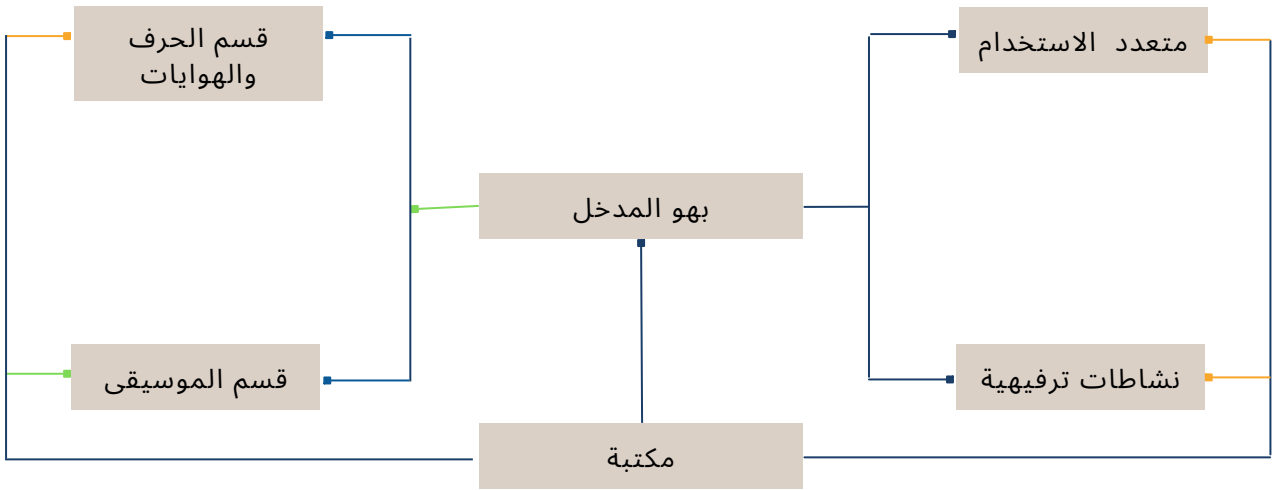 متعدد الاستخدام
قسم الحرف
والهوايات
بهو المدخل
نشاطات ترفيهية
قسم الموسيقى
مكتبة